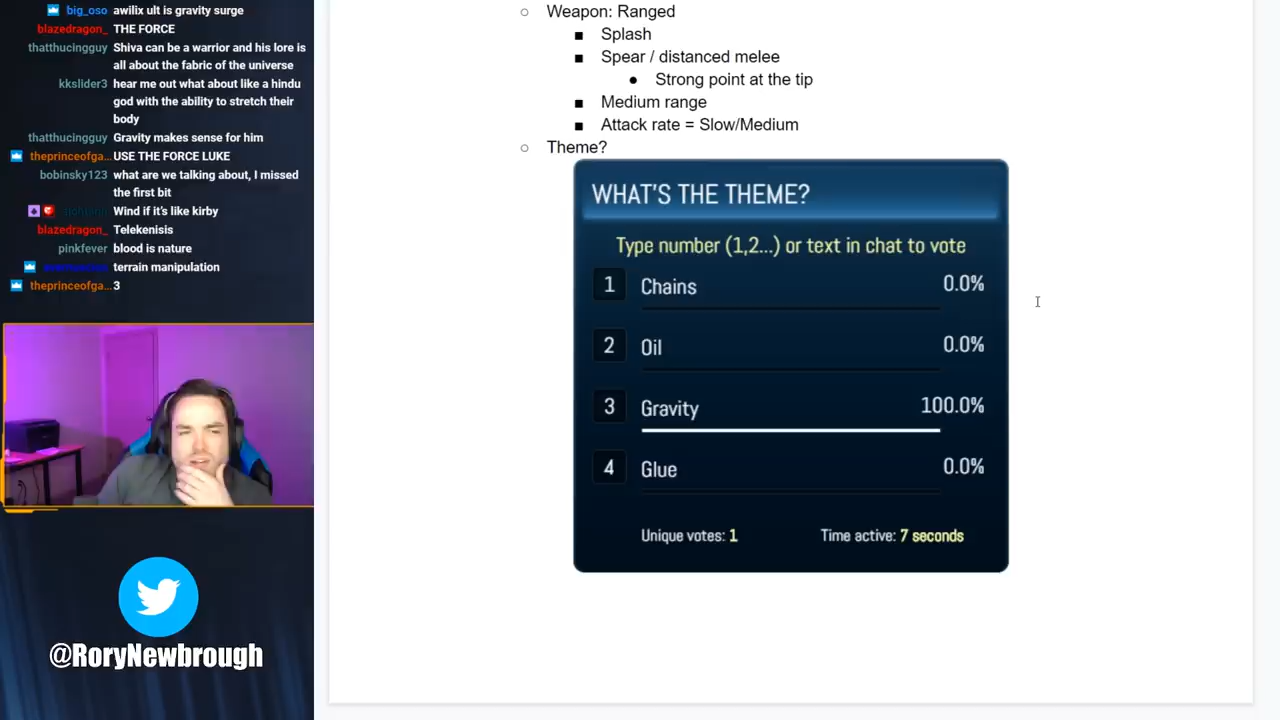 big_oso awilix ult is gravity surge
blazedragon_ THE FORCE
thatthucingguy Shiva can be a warrior and his lore is
all about the fabric of the universe
kkslider3 hear me out what about like a hindu
god with the ability to stretch their
body
thatthucingguy Gravity makes sense for him
theprinceofga... USE THE FORCE LUKE
bobinsky123 what are we talking about, I missed
the first bit
Wind if it's like kirby
blazedragon_ Telekenisis
pinkfever blood is nature
terrain manipulation
theprinceofga... 3
@RoryNewbrough
Weapon: Ranged
Splash
Spear / distanced melee
Strong point at the tip
Medium range
Attack rate = Slow/Medium
Theme?
WHAT'S THE THEME?
Type number (1,2...) or text in chat to vote
1 Chains 0.0%
2 Oil 0.0%
3 Gravity 100.0%
4 Glue 0.0%
Unique votes: 1 Time active: 7 seconds